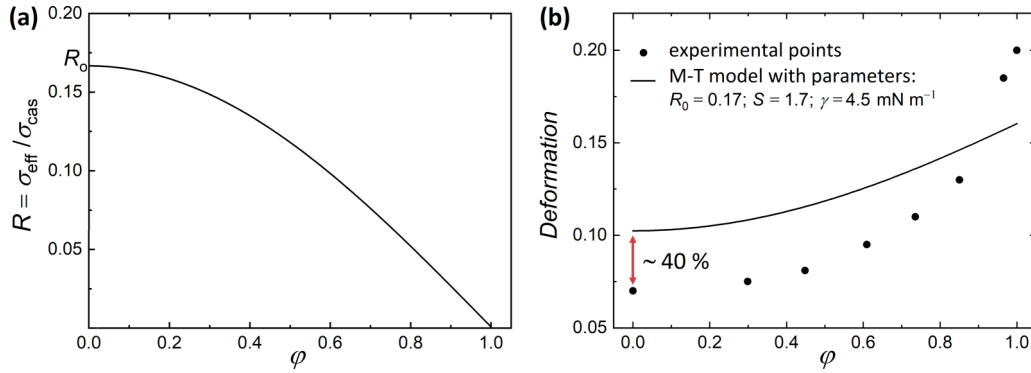 (a)
0.20
R₀
0.15
0.10
0.05
R = σeff /σcas
0.0
0.2
0.4
0.6
0.8
1.0
φ
(b)
0.20
0.15
0.10
0.05
Deformation
experimental points
M-T model with parameters:
R₀ = 0.17; S = 1.7; γ = 4.5 mN m⁻¹
~ 40 %
0.0
0.2
0.4
0.6
0.8
1.0
φ